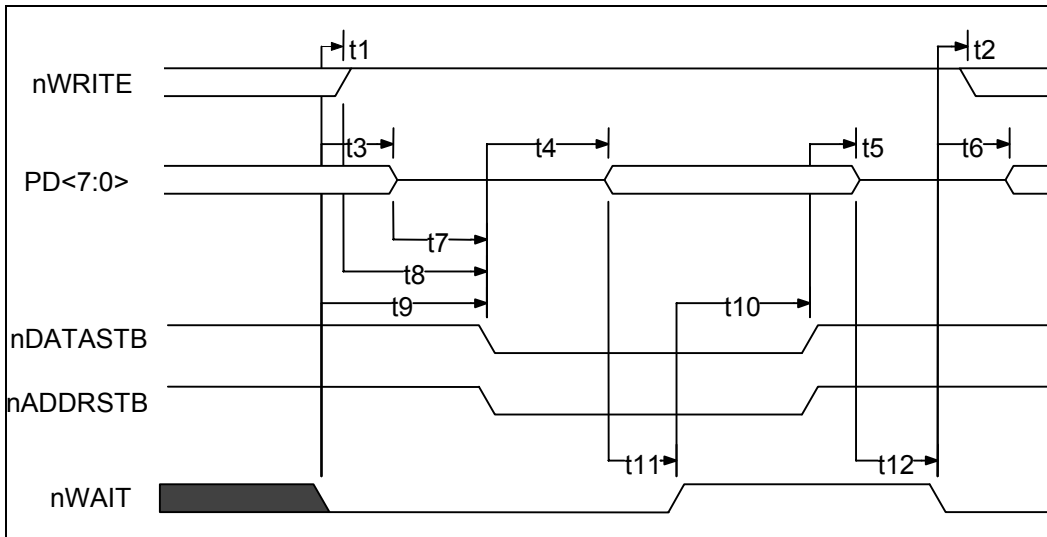 t1
t2
nWRITE
t3
t4
t5
t6
PD<7:0>
t7
t8
t9
t10
nDATASTB
nADDRSTB
t11
t12
nWAIT